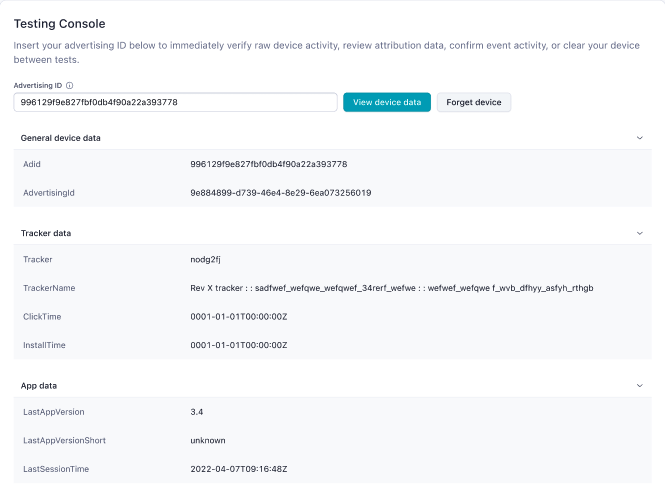 Testing Console
Insert your advertising ID below to immediately verify raw device activity, review attribution data, confirm event activity, or clear your device
between tests.
Advertising ID
996129f9e827fbf0db4f90a22a393778 View device data Forget device
General device data
Adid 996129f9e827fbf0db4f90a22a393778
AdvertisingId 9e884899-d739-46e4-8e29-6ea073256019
Tracker data
Tracker nodg2fj
TrackerName Rev X tracker : : sadfwef_wefqwe_wefqwef_34rerf_wefwe : : wefwef_wefqwe f_wvb_dfhyy_asfyh_rthgb
ClickTime 0001-01-01T00:00:00Z
InstallTime 0001-01-01T00:00:00Z
App data
LastAppVersion 3.4
LastAppVersionShort unknown
LastSessionTime 2022-04-07T09:16:48Z